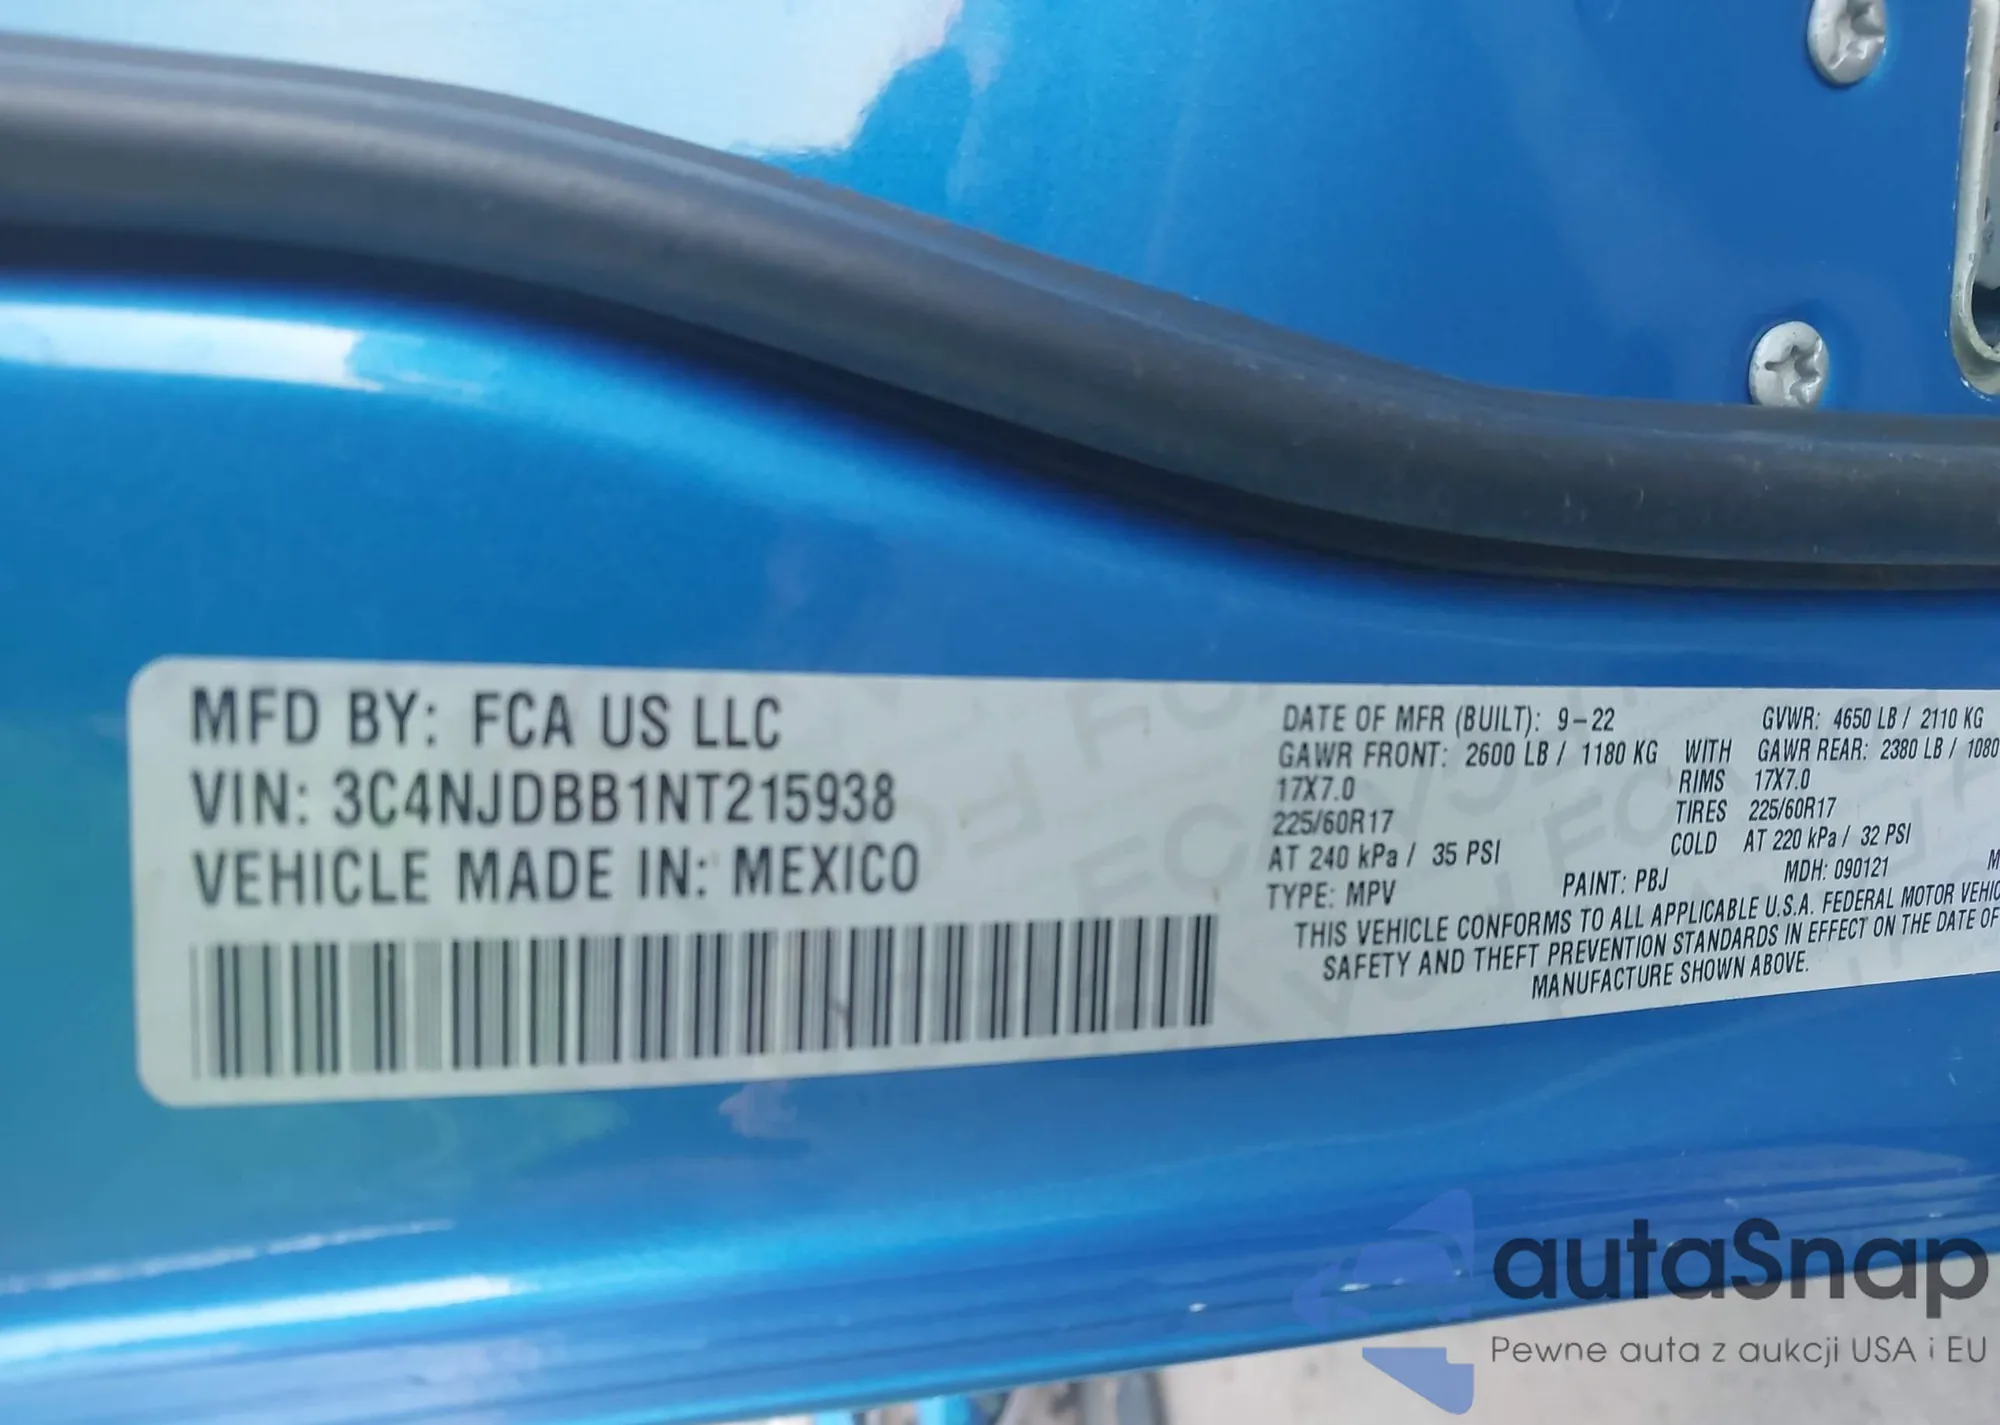 MFD BY: FCA US LLC
VIN: 3C4NJDBB1NT215938
VEHICLE MADE IN: MEXICO
DATE OF MFR (BUILT): 9-22 GVWR: 4650 LB / 2110 KG
GAWR FRONT: 2600 LB / 1180 KG WITH GAWR REAR: 2380 LB / 1080
17X7.0 RIMS 17X7.0
225/60R17 TIRES 225/60R17
AT 240 kPa / 35 PSI COLD AT 220 kPa / 32 PSI
TYPE: MPV PAINT: PBJ MDH: 090121 M
THIS VEHICLE CONFORMS TO ALL APPLICABLE U.S.A. FEDERAL MOTOR VEHIC
SAFETY AND THEFT PREVENTION STANDARDS IN EFFECT ON THE DATE OF
MANUFACTURE SHOWN ABOVE.
autaSnap
Pewne auta z aukcji USA i EU